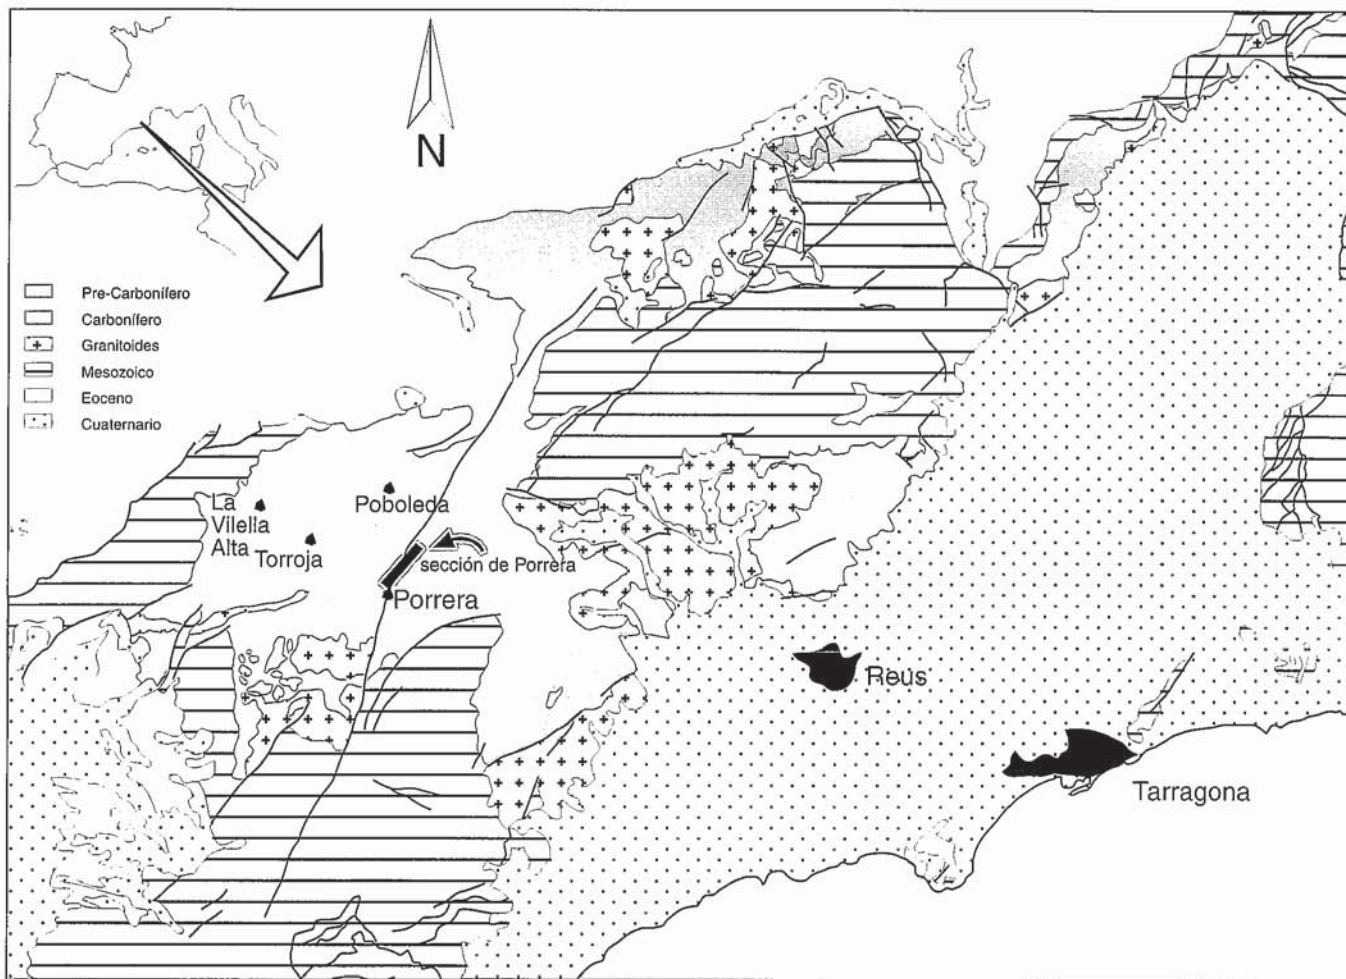 N
Pre-Carbonífero
Carbonífero
Granitoides
Mesozoico
Eoceno
Cuaternario
La
Vilella
Alta
Torroja
Poboleda
sección de Porrera
Porrera
Reus
Tarragona